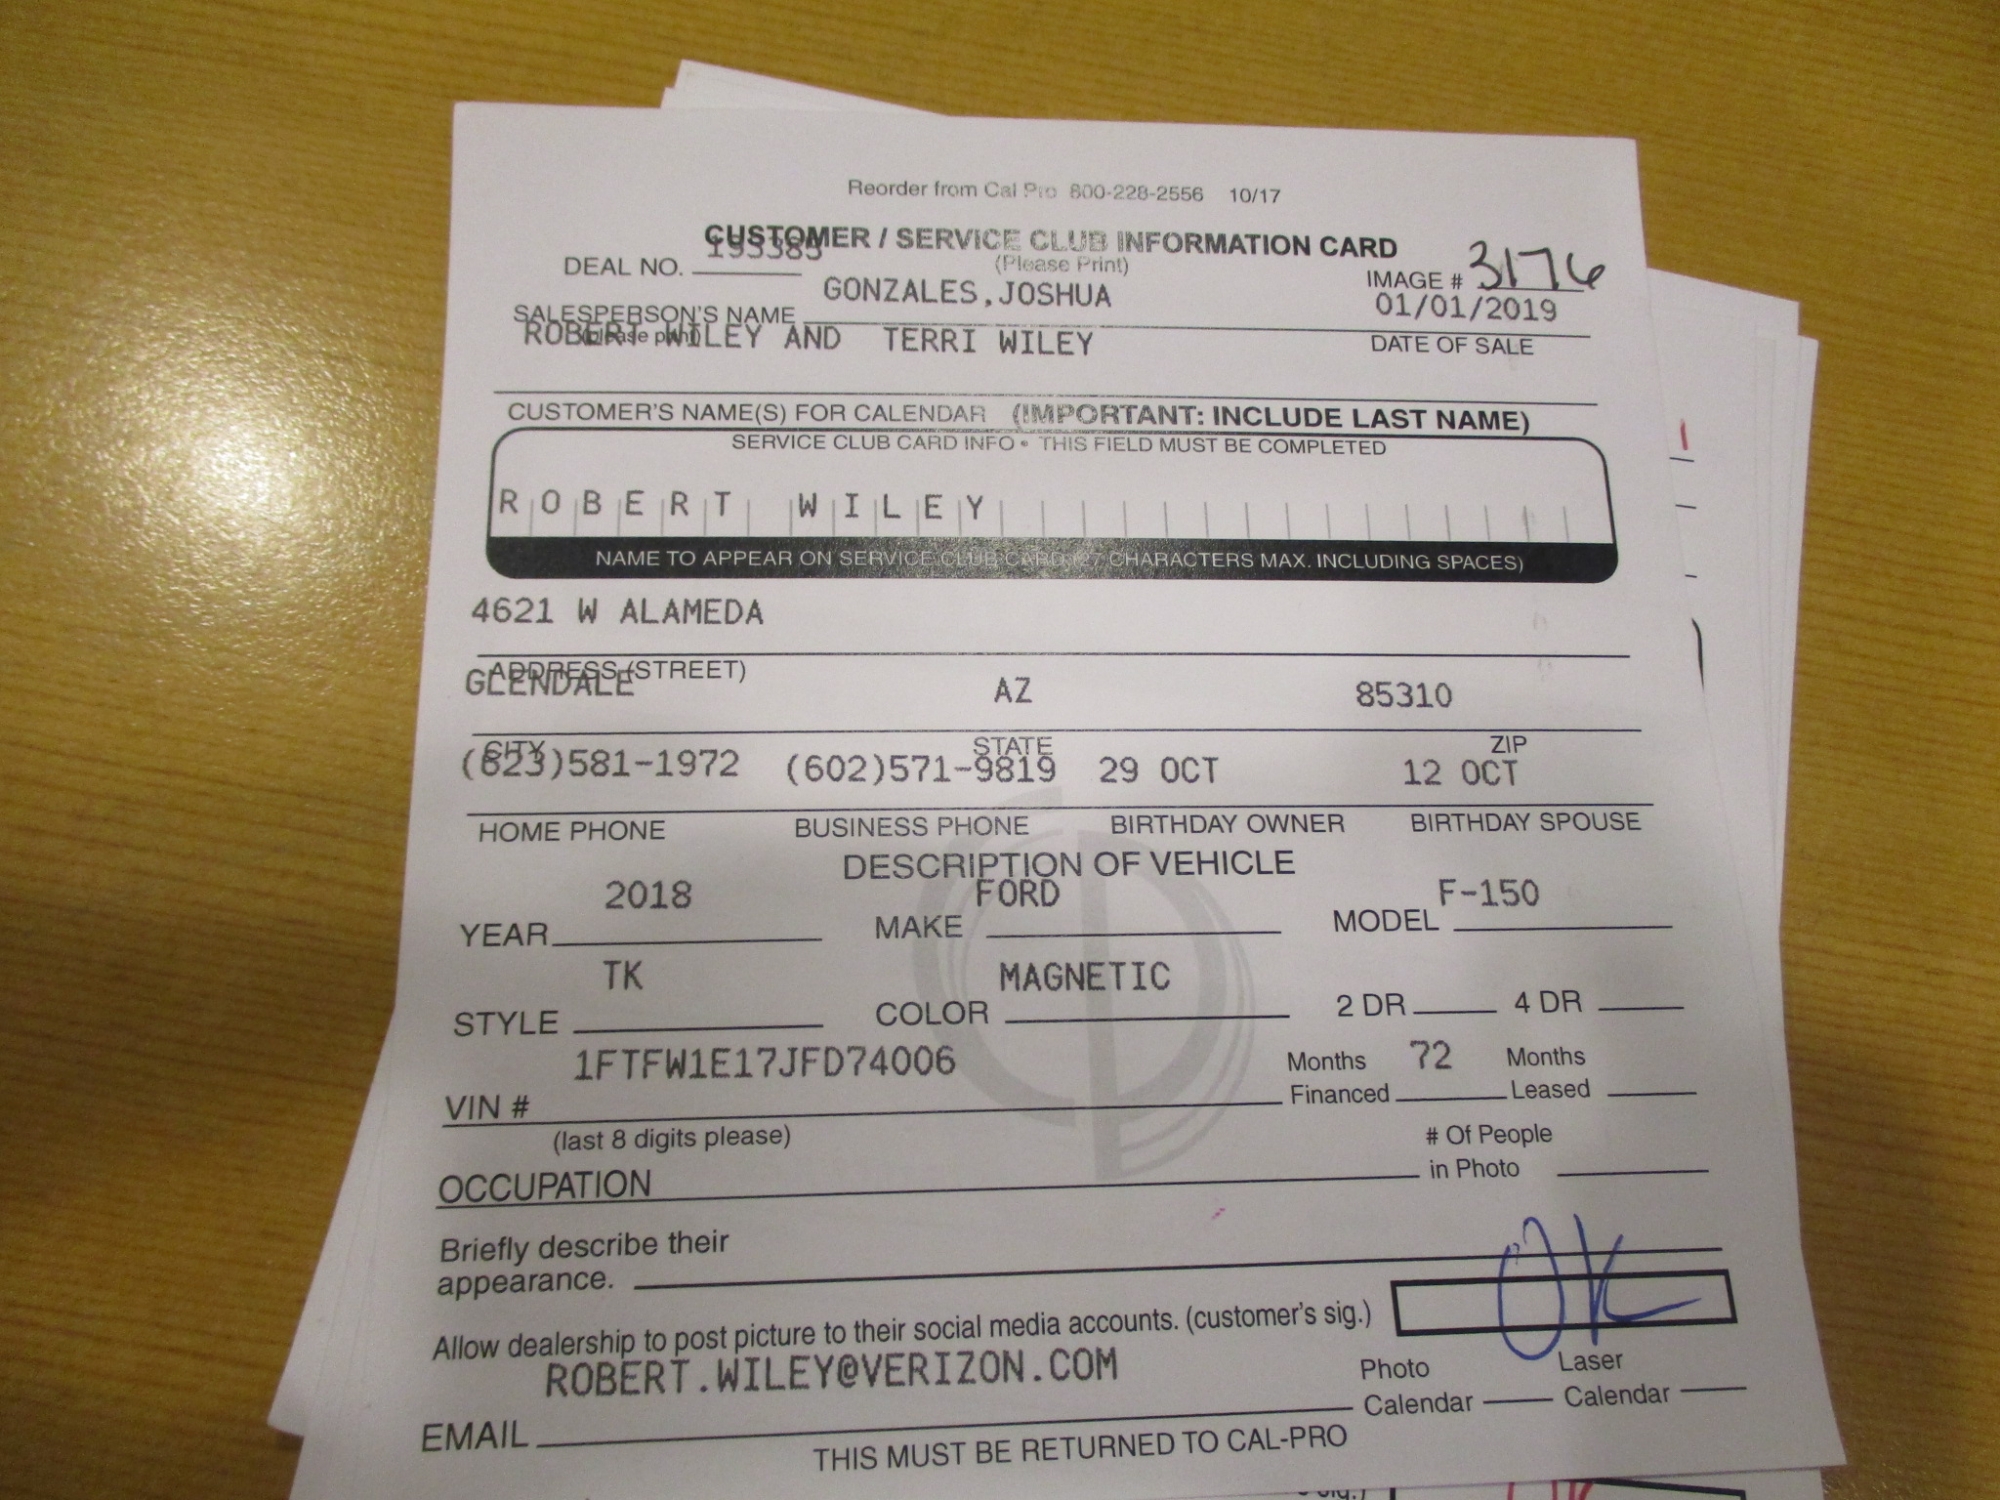 Reorder from Cal Pro 800-228-2556 10/17
CUSTOMER / SERVICE CLUB INFORMATION CARD
(Please Print)
DEAL NO. 193385
IMAGE # 3176
GONZALES,JOSHUA
01/01/2019
SALESPERSON'S NAME
(please print)
DATE OF SALE
ROBERT WILEY AND TERRI WILEY
CUSTOMER'S NAME(S) FOR CALENDAR (IMPORTANT: INCLUDE LAST NAME)
SERVICE CLUB CARD INFO • THIS FIELD MUST BE COMPLETED
ROBERT WILEY
NAME TO APPEAR ON SERVICE CLUB CARD (27 CHARACTERS MAX. INCLUDING SPACES)
4621 W ALAMEDA
ADDRESS (STREET)
GLENDALE AZ 85310
CITY STATE ZIP
(623)581-1972 (602)571-9819 29 OCT 12 OCT
HOME PHONE BUSINESS PHONE BIRTHDAY OWNER BIRTHDAY SPOUSE
DESCRIPTION OF VEHICLE
2018 FORD F-150
YEAR MAKE MODEL
TK MAGNETIC
STYLE COLOR 2 DR 4 DR
1FTFW1E17JFD74006
VIN #
(last 8 digits please)
Months Financed 72 Months Leased
OCCUPATION
# Of People in Photo
Briefly describe their
appearance.
Allow dealership to post picture to their social media accounts. (customer's sig.) OK
ROBERT.WILEY@VERIZON.COM
EMAIL
Photo Calendar Laser Calendar
THIS MUST BE RETURNED TO CAL-PRO